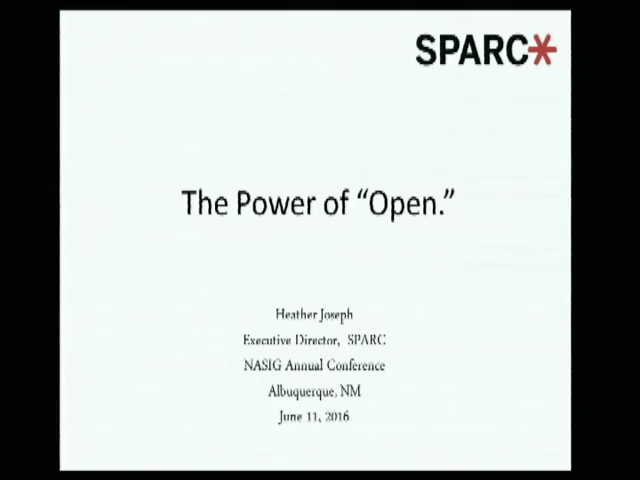 SPARC*
The Power of “Open.”
Heather Joseph
Executive Director, SPARC
NASIG Annual Conference
Albuquerque, NM
June 11, 2016